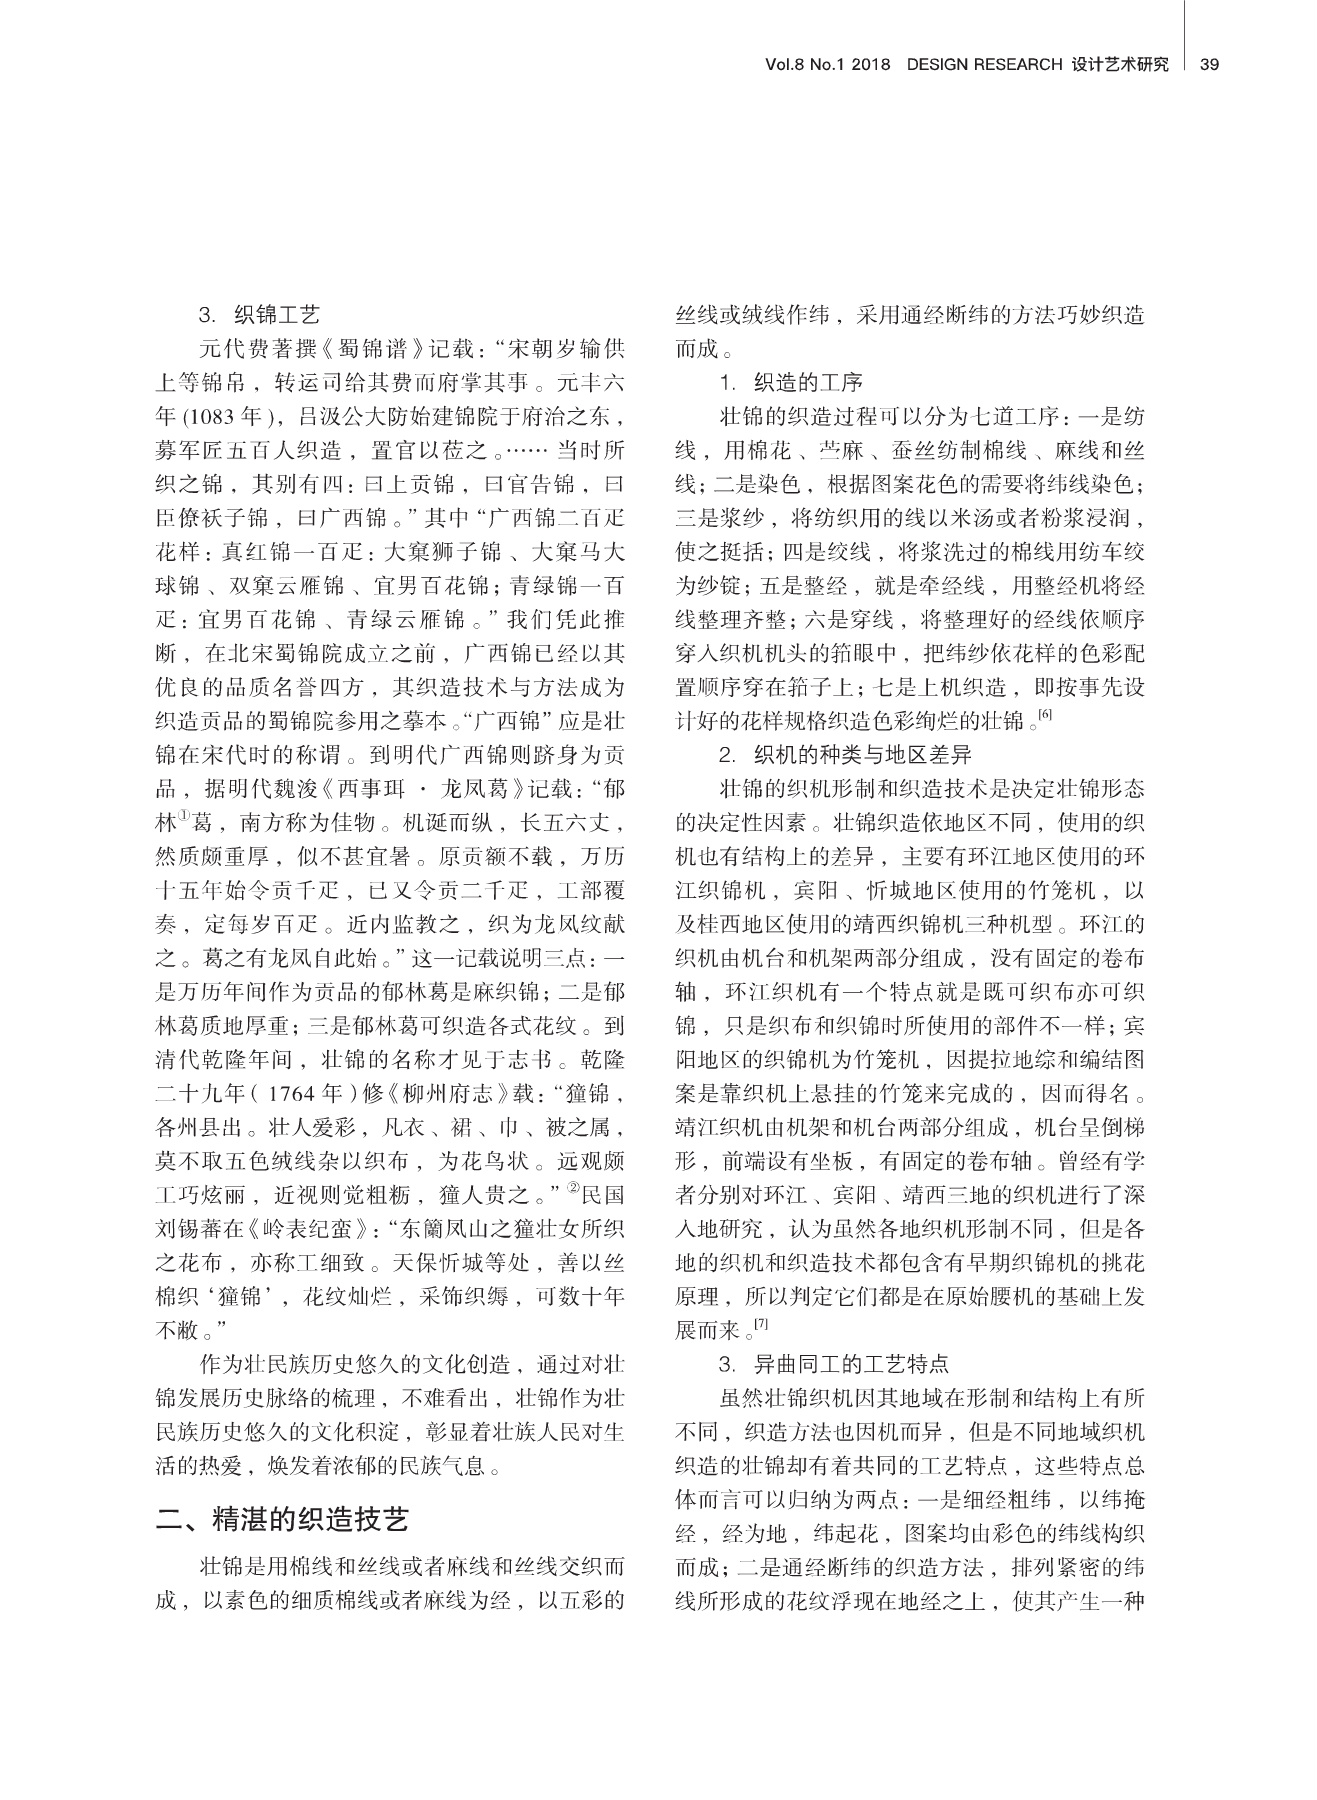 Vol.8 No.1 2018 DESIGN RESEARCH 设计艺术研究 39
3. 织锦工艺
元代费著撰《蜀锦谱》记载：“宋朝岁输供
上等锦帛，转运司给其费而府掌其事。元丰六
年(1083年)，吕汲公大防始建锦院于府治之东，
募军匠五百人织造，置官以莅之。……当时所
织之锦，其别有四：曰上贡锦，曰官告锦，曰
臣僚袄子锦，曰广西锦。”其中“广西锦二百疋
花样：真红锦一百疋：大窠狮子锦、大窠马大
球锦、双窠云雁锦、宜男百花锦；青绿锦一百
疋：宜男百花锦、青绿云雁锦。”我们凭此推
断，在北宋蜀锦院成立之前，广西锦已经以其
优良的品质名誉四方，其织造技术与方法成为
织造贡品的蜀锦院参用之摹本。“广西锦”应是壮
锦在宋代时的称谓。到明代广西锦则跻身为贡
品，据明代魏浚《西事珥·龙凤葛》记载：“郁
林①葛，南方称为佳物。机诞而纵，长五六丈，
然质颇重厚，似不甚宜暑。原贡额不载，万历
十五年始令贡千疋，已又令贡二千疋，工部覆
奏，定每岁百疋。近内监教之，织为龙凤纹献
之。葛之有龙凤自此始。”这一记载说明三点：一
是万历年间作为贡品的郁林葛是麻织锦；二是郁
林葛质地厚重；三是郁林葛可织造各式花纹。到
清代乾隆年间，壮锦的名称才见于志书。乾隆
二十九年( 1764 年)修《柳州府志》载：“獞锦，
各州县出。壮人爱彩，凡衣、裙、巾、被之属，
莫不取五色绒线杂以织布，为花鸟状。远观颇
工巧炫丽，近视则觉粗粝，獞人贵之。”②民国
刘锡蕃在《岭表纪蛮》：“东蘭凤山之獞壮女所织
之花布，亦称工细致。天保忻城等处，善以丝
棉织‘獞锦’，花纹灿烂，采饰织缛，可数十年
不敝。”
作为壮民族历史悠久的文化创造，通过对壮
锦发展历史脉络的梳理，不难看出，壮锦作为壮
民族历史悠久的文化积淀，彰显着壮族人民对生
活的热爱，焕发着浓郁的民族气息。
二、精湛的织造技艺
壮锦是用棉线和丝线或者麻线和丝线交织而
成，以素色的细质棉线或者麻线为经，以五彩的
丝线或绒线作纬，采用通经断纬的方法巧妙织造
而成。
1. 织造的工序
壮锦的织造过程可以分为七道工序：一是纺
线，用棉花、苎麻、蚕丝纺制棉线、麻线和丝
线；二是染色，根据图案花色的需要将纬线染色；
三是浆纱，将纺织用的线以米汤或者粉浆浸润，
使之挺括；四是绞线，将浆洗过的棉线用纺车绞
为纱锭；五是整经，就是牵经线，用整经机将经
线整理齐整；六是穿线，将整理好的经线依顺序
穿入织机机头的筘眼中，把纬纱依花样的色彩配
置顺序穿在筘子上；七是上机织造，即按事先设
计好的花样规格织造色彩绚烂的壮锦。[6]
2. 织机的种类与地区差异
壮锦的织机形制和织造技术是决定壮锦形态
的决定性因素。壮锦织造依地区不同，使用的织
机也有结构上的差异，主要有环江地区使用的环
江织锦机，宾阳、忻城地区使用的竹笼机，以
及桂西地区使用的靖西织锦机三种机型。环江的
织机由机台和机架两部分组成，没有固定的卷布
轴，环江织机有一个特点就是既可织布亦可织
锦，只是织布和织锦时所使用的部件不一样；宾
阳地区的织锦机为竹笼机，因提拉地综和编结图
案是靠织机上悬挂的竹笼来完成的，因而得名。
靖江织机由机架和机台两部分组成，机台呈倒梯
形，前端设有坐板，有固定的卷布轴。曾经有学
者分别对环江、宾阳、靖西三地的织机进行了深
入地研究，认为虽然各地织机形制不同，但是各
地的织机和织造技术都包含有早期织锦机的挑花
原理，所以判定它们都是在原始腰机的基础上发
展而来。[7]
3. 异曲同工的工艺特点
虽然壮锦织机因其地域在形制和结构上有所
不同，织造方法也因机而异，但是不同地域织机
织造的壮锦却有着共同的工艺特点，这些特点总
体而言可以归纳为两点：一是细经粗纬，以纬掩
经，经为地，纬起花，图案均由彩色的纬线构织
而成；二是通经断纬的织造方法，排列紧密的纬
线所形成的花纹浮现在地经之上，使其产生一种